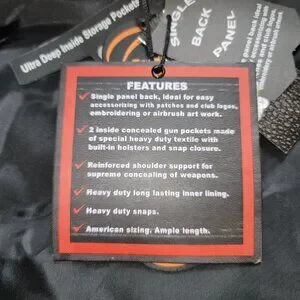 Ultra Deep Inside Storage Pockets
SINGLE
BACK
PANEL
FEATURES
Single panel back, ideal for easy
accessorizing with patches and club logos,
embroidering or airbrush art work.
2 inside concealed gun pockets made
of special heavy duty textile with
built-in holsters and snap closure.
Reinforced shoulder support for
supreme concealing of weapons.
Heavy duty long lasting inner lining.
Heavy duty snaps.
American sizing. Ample length.